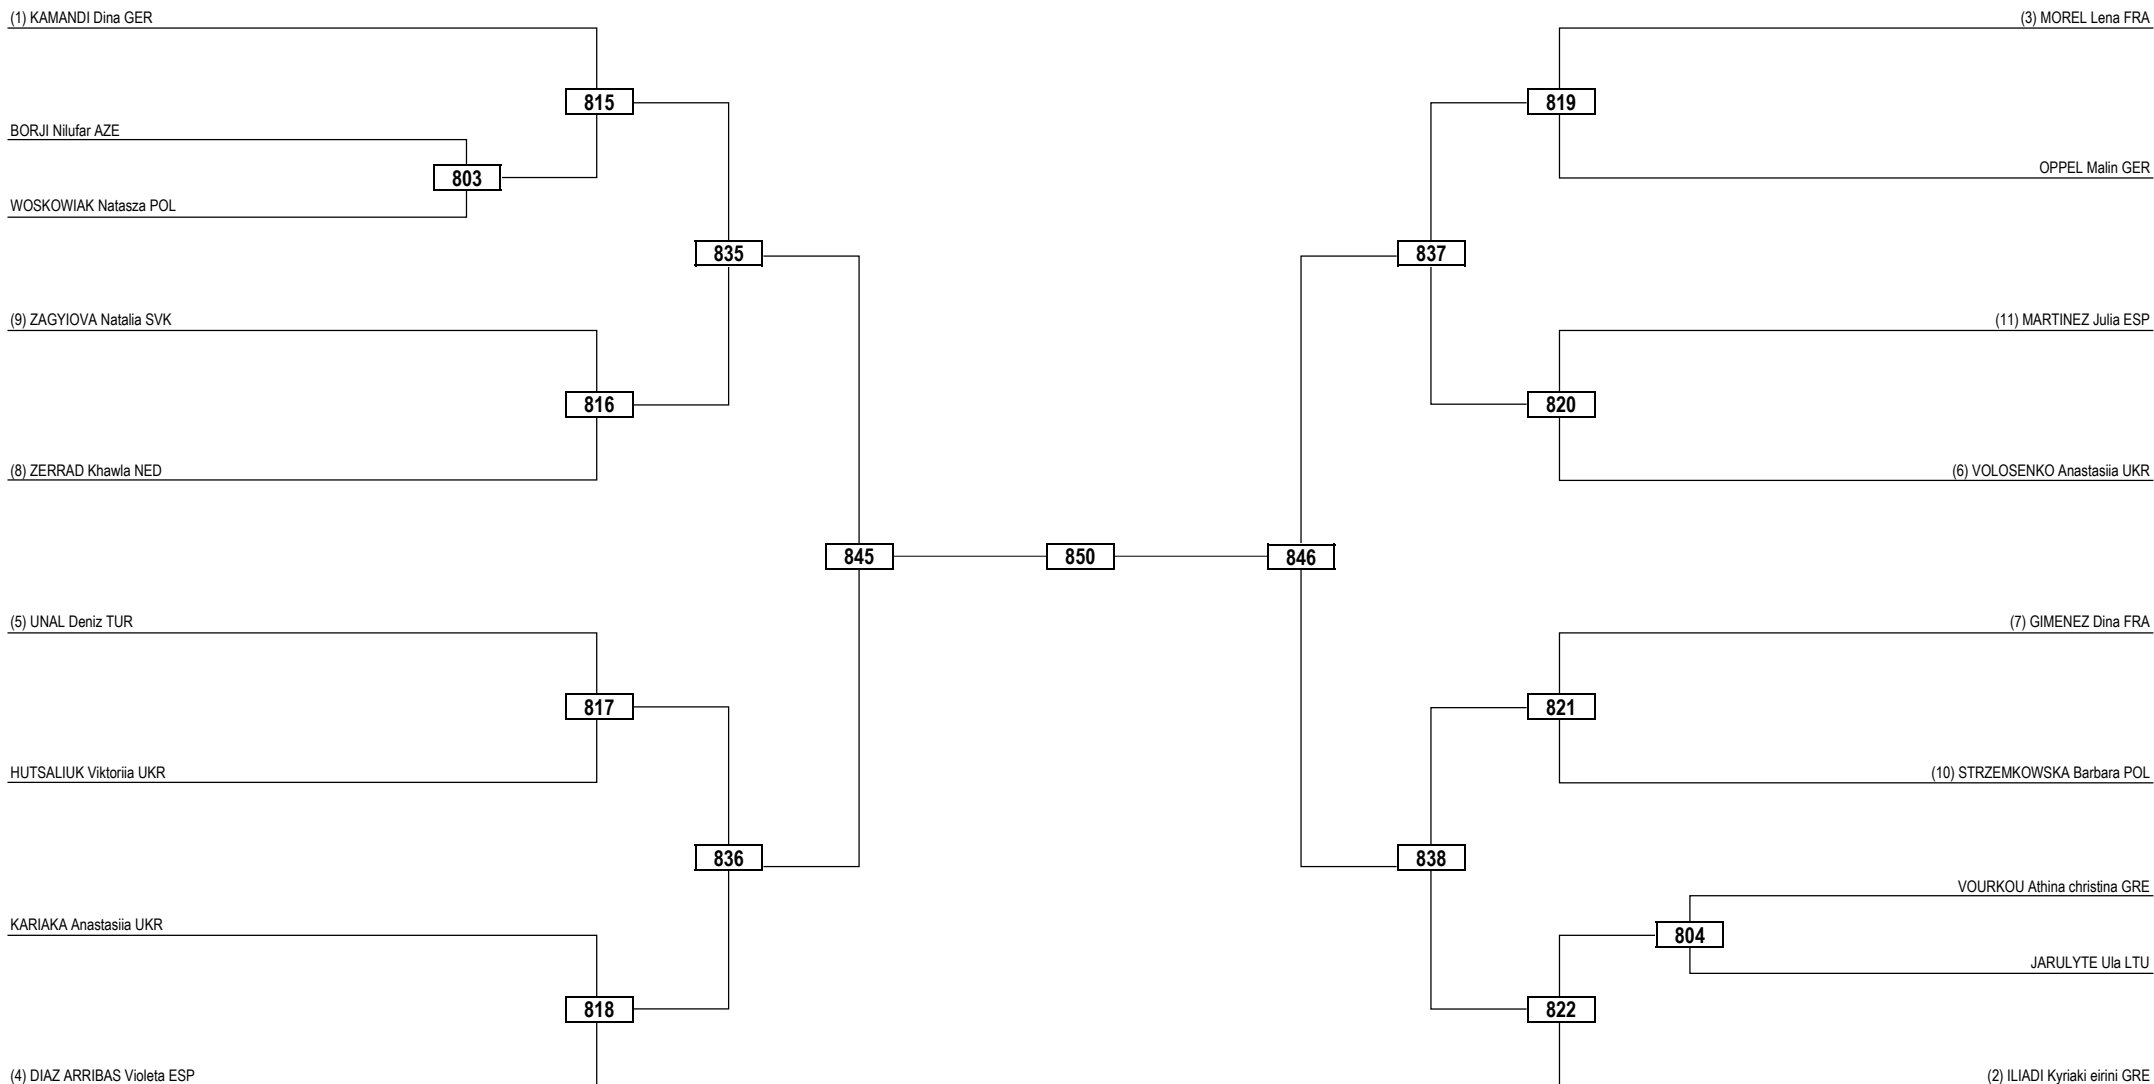 (1) KAMANDI Dina GER
(3) MOREL Lena FRA
815
819
BORJI Nilufar AZE
OPPEL Malin GER
803
WOSKOWIAK Natasza POL
835
837
(9) ZAGYIOVA Natalia SVK
(11) MARTINEZ Julia ESP
816
820
(8) ZERRAD Khawla NED
(6) VOLOSENKO Anastasiia UKR
845
850
846
(5) UNAL Deniz TUR
(7) GIMENEZ Dina FRA
817
821
HUTSALIUK Viktoriia UKR
(10) STRZEMKOWSKA Barbara POL
836
838
VOURKOU Athina christina GRE
KARIAKA Anastasiia UKR
804
JARULYTE Ula LTU
818
822
(4) DIAZ ARRIBAS Violeta ESP
(2) ILIADI Kyriaki eirini GRE